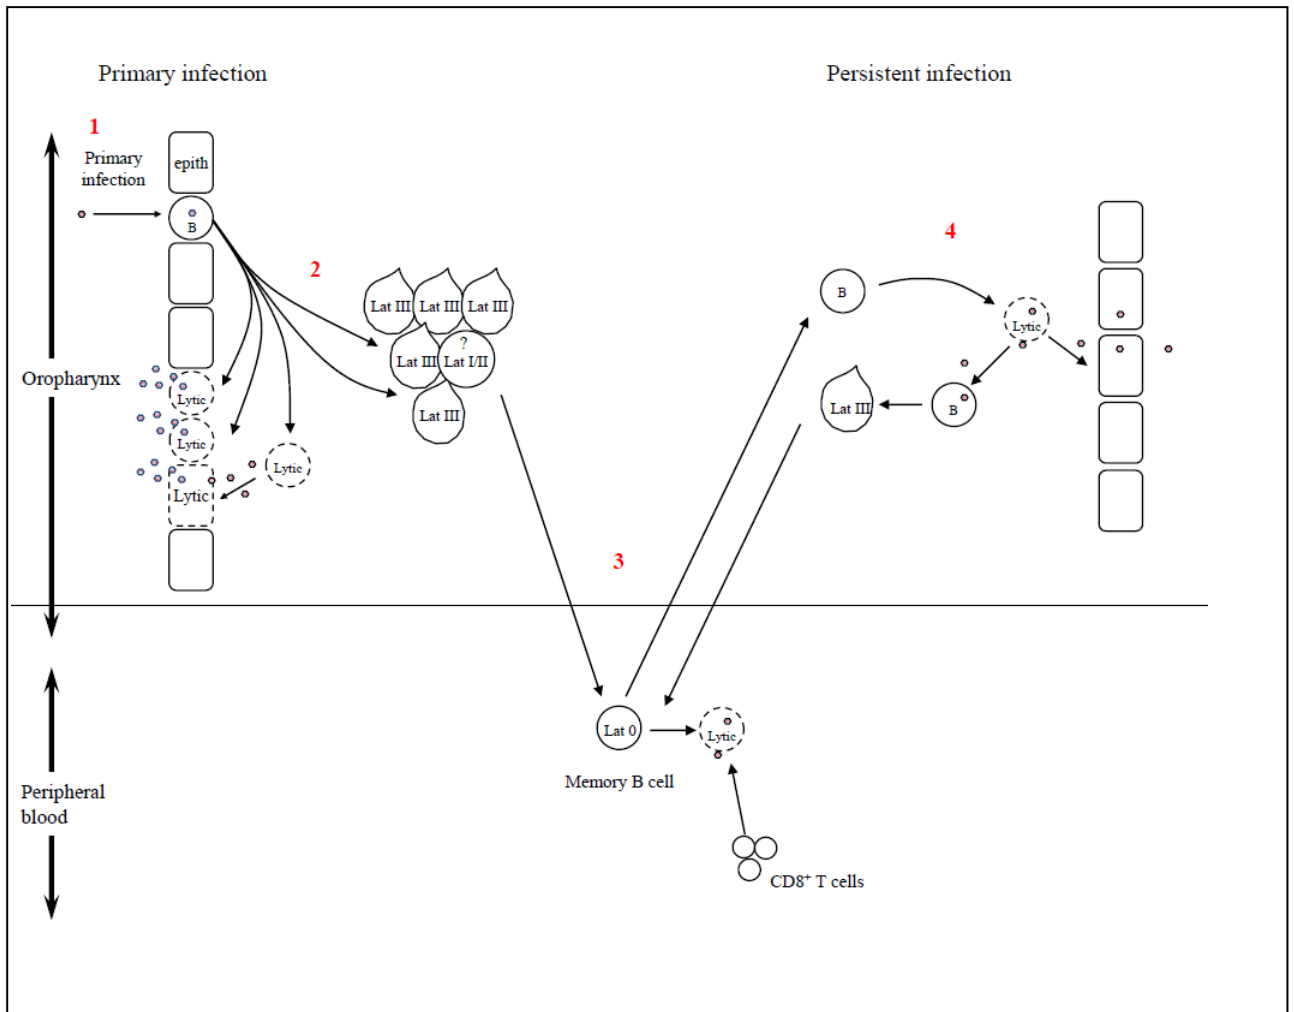 Primary infection
Persistent infection
1
Primary
infection
epith
B
2
Lat III
Lat III
Lat III
?
Lat III
Lat I/II
Lat III
Oropharynx
Lytic
Lytic
Lytic
Lytic
4
B
Lytic
Lat III
B
3
Lat 0
Lytic
Memory B cell
Peripheral
blood
CD8⁺ T cells